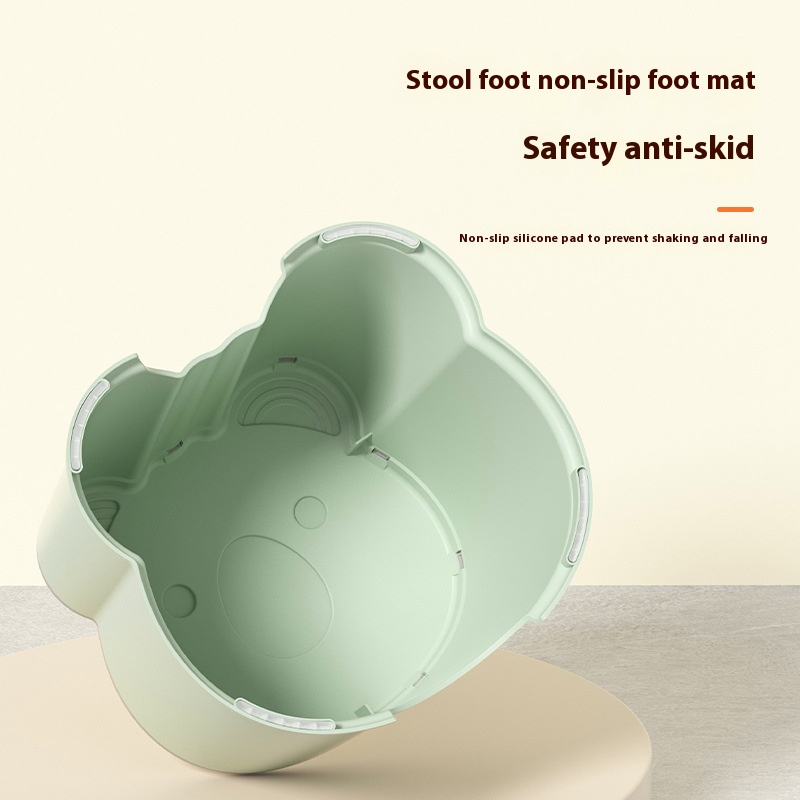 Stool foot non-slip foot mat
Safety anti-skid
Non-slip silicone pad to prevent shaking and falling